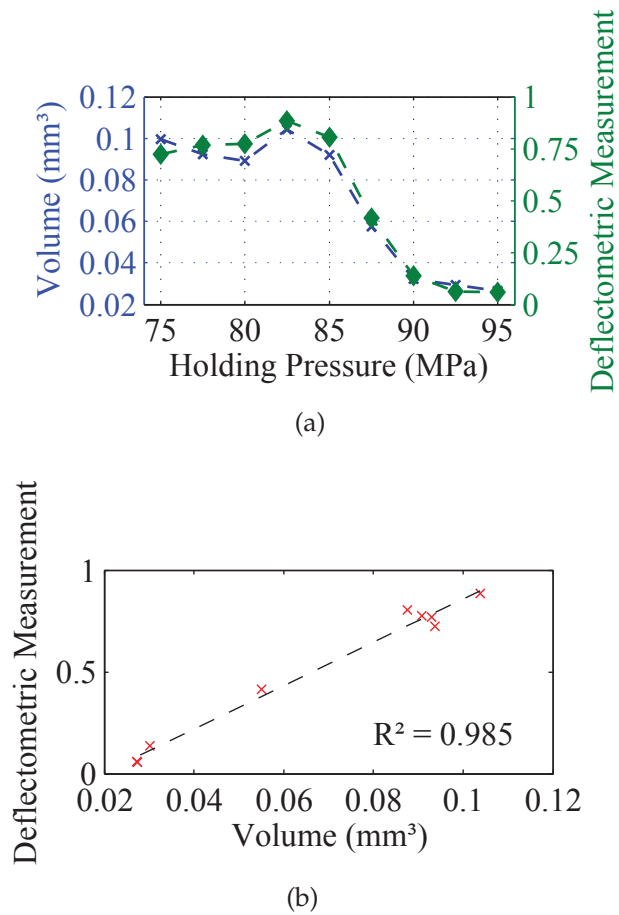 0.12
0.1
0.08
0.06
0.04
0.02
Volume (mm³)
1
0.75
0.5
0.25
0
Deflectometric Measurement
75 80 85 90 95
Holding Pressure (MPa)
(a)
Deflectometric Measurement
1
0.5
0
R² = 0.985
0.02 0.04 0.06 0.08 0.1 0.12
Volume (mm³)
(b)